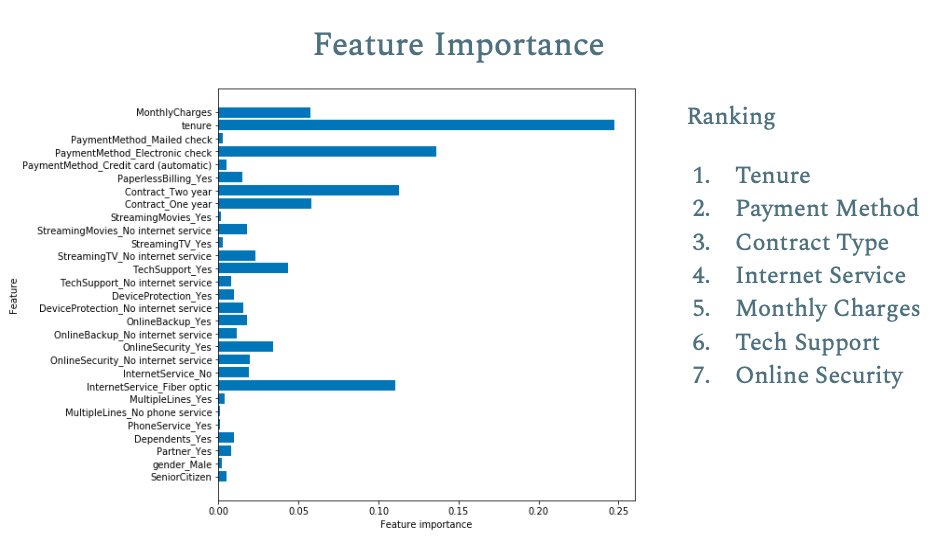 Feature Importance
MonthlyCharges
tenure
PaymentMethod_Mailed check
PaymentMethod_Electronic check
PaymentMethod_Credit card (automatic)
PaperlessBilling_Yes
Contract_Two year
Contract_One year
StreamingMovies_Yes
StreamingMovies_No internet service
StreamingTV_Yes
StreamingTV_No internet service
TechSupport_Yes
TechSupport_No internet service
DeviceProtection_Yes
DeviceProtection_No internet service
OnlineBackup_Yes
OnlineBackup_No internet service
OnlineSecurity_Yes
OnlineSecurity_No internet service
InternetService_No
InternetService_Fiber optic
MultipleLines_Yes
MultipleLines_No phone service
PhoneService_Yes
Dependents_Yes
Partner_Yes
gender_Male
SeniorCitizen
Feature
0.00 0.05 0.10 0.15 0.20 0.25
Feature importance
Ranking
1. Tenure
2. Payment Method
3. Contract Type
4. Internet Service
5. Monthly Charges
6. Tech Support
7. Online Security